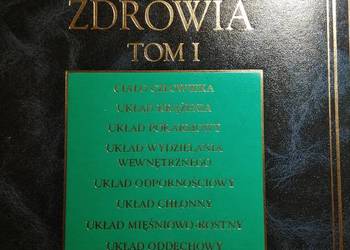 ZDROWIA
TOM I
CIAŁO CZŁOWIEKA
UKŁAD KRĄŻENIA
UKŁAD POKARMOWY
UKŁAD WYDZIELANIA
WEWNĘTRZNEGO
UKŁAD ODPORNOŚCIOWY
UKŁAD CHŁONNY
UKŁAD MIĘŚNIOWO-KOSTNY
UKŁAD ODDECHOWY